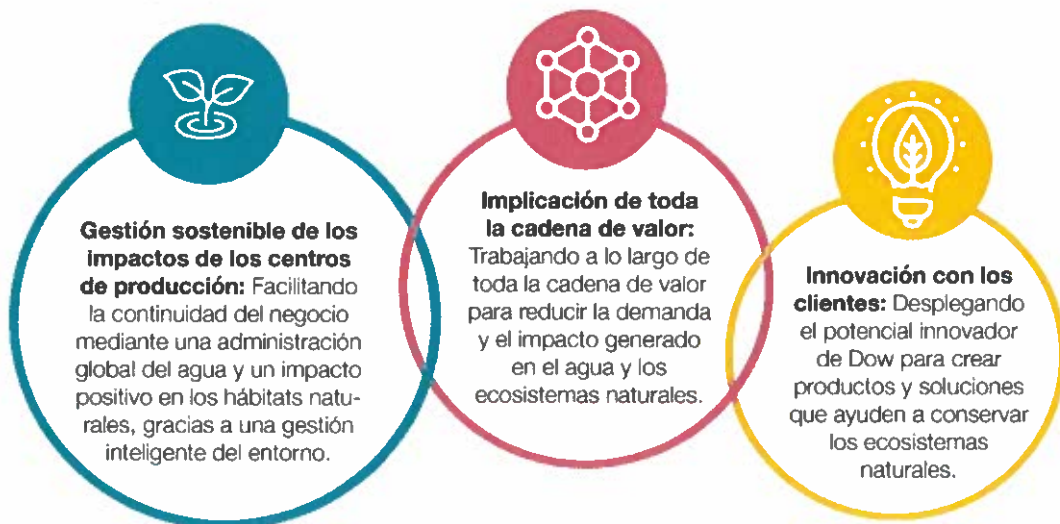 Gestión sostenible de los
impactos de los centros
de producción: Facilitando
la continuidad del negocio
mediante una administración
global del agua y un impacto
positivo en los hábitats natu-
rales, gracias a una gestión
inteligente del entorno.
Implicación de toda
la cadena de valor:
Trabajando a lo largo de
toda la cadena de valor
para reducir la demanda
y el impacto generado
en el agua y los
ecosistemas naturales.
Innovación con los
clientes: Desplegando
el potencial innovador
de Dow para crear
productos y soluciones
que ayuden a conservar
los ecosistemas
naturales.